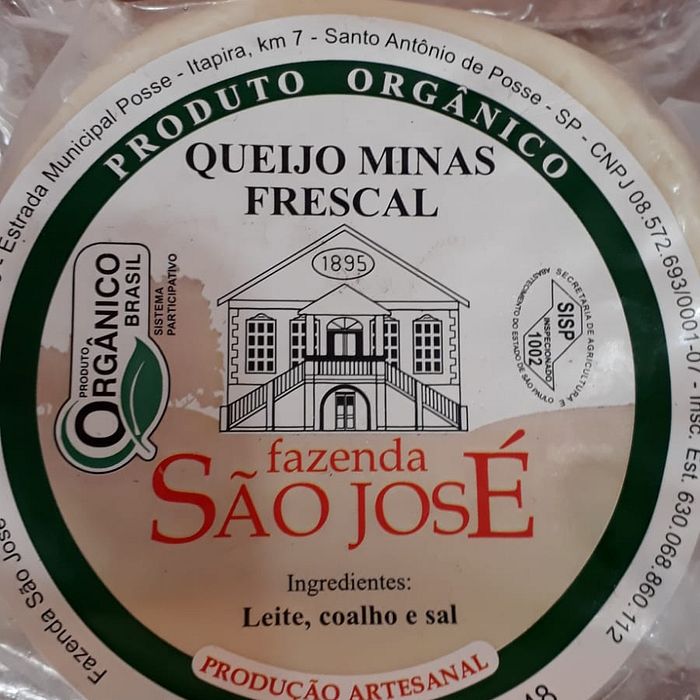 Fazenda São José
- Estrada Municipal Posse - Itapira, km 7 - Santo Antônio de Posse - SP - CNPJ 08.572.693/0001-07 Insc. Est. 630.068.860.112
PRODUTO ORGÂNICO
QUEIJO MINAS
FRESCAL
1895
PRODUTO
ORGÂNICO
BRASIL
SISTEMA
PARTICIPATIVO
SECRETARIA DE AGRICULTURA E
ABASTECIMENTO DO ESTADO DE SÃO PAULO
SISP
INSPECIONADO
1002
fazenda
SÃO JOSÉ
Ingredientes:
Leite, coalho e sal
PRODUÇÃO ARTESANAL